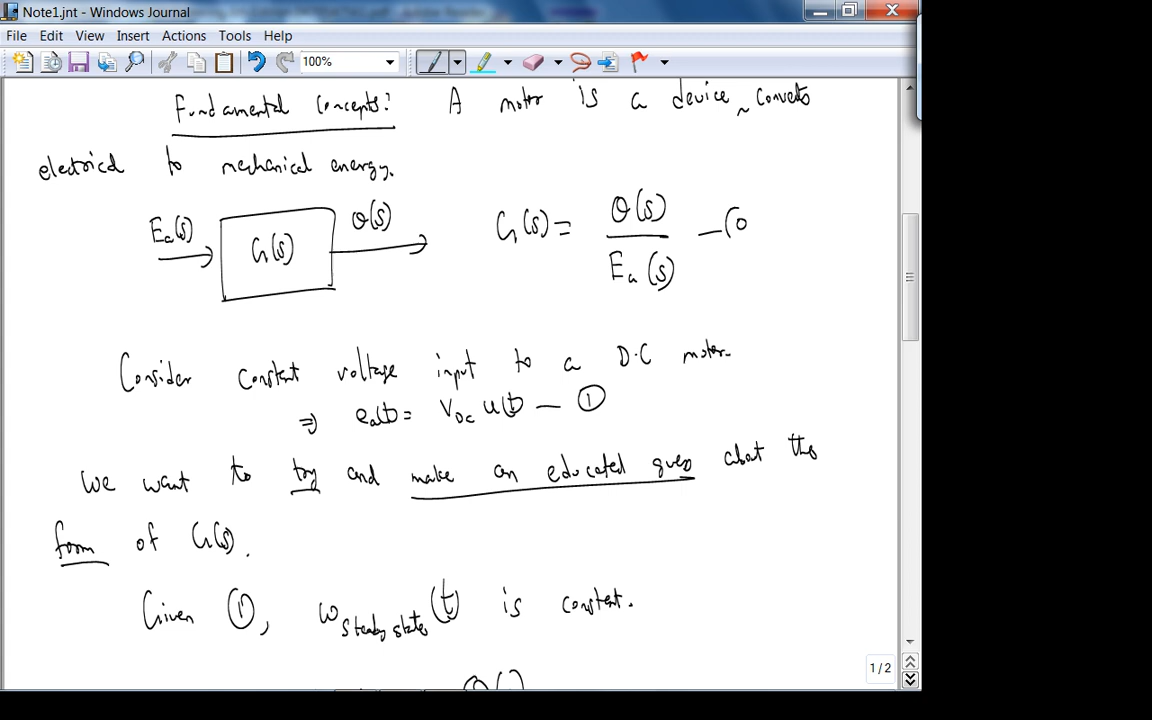 Note1.jnt - Windows Journal
File Edit View Insert Actions Tools Help
100%
Fundamental Concepts: A motor is a device ~ converts
electrical to mechanical energy.
Ea(s) G(s) θ(s) G(s) = θ(s) / Ea(s) — (0
Consider constant voltage input to a D.C motor.
⇒ ea(t) = VDC u(t) — ①
We want to try and make an educated guess about the
form of G(s).
Given ①, ωsteady state(t) is constant.
1 / 2